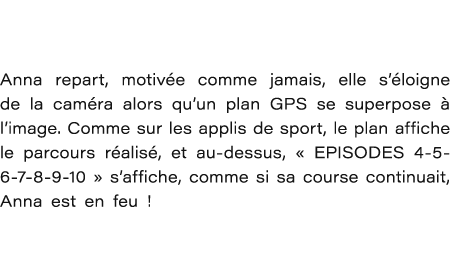 Anna repart, motivée comme jamais, elle s'éloigne
de la caméra alors qu'un plan GPS se superpose à
l'image. Comme sur les applis de sport, le plan affiche
le parcours réalisé, et au-dessus, « EPISODES 4-5-
6-7-8-9-10 » s'affiche, comme si sa course continuait,
Anna est en feu !